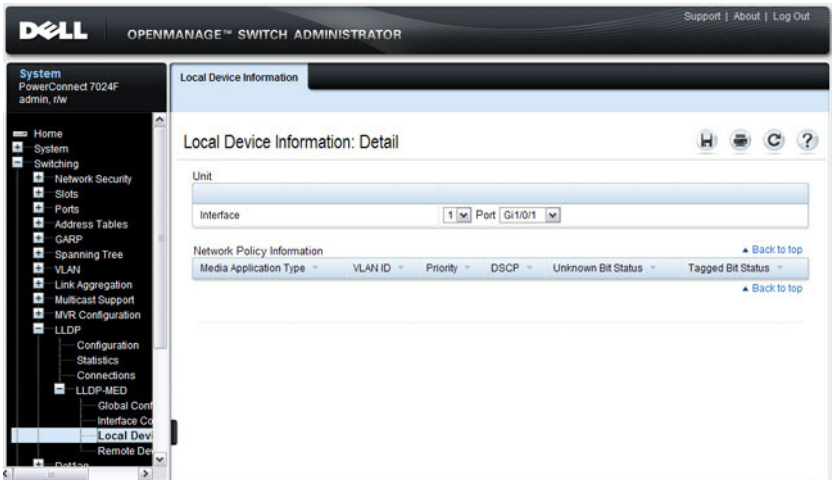 Support | About | Log Out
DELL
OPENMANAGE™ SWITCH ADMINISTRATOR
System
PowerConnect 7024F
admin, r/w
Local Device Information
Home
System
Switching
Network Security
Slots
Ports
Address Tables
GARP
Spanning Tree
VLAN
Link Aggregation
Multicast Support
MVR Configuration
LLDP
Configuration
Statistics
Connections
LLDP-MED
Global Conf
Interface Co
Local Devi
Remote Dev
Dot1ag
Local Device Information: Detail
Unit
Interface 1 Port Gi1/0/1
Network Policy Information Back to top
Media Application Type VLAN ID Priority DSCP Unknown Bit Status Tagged Bit Status
Back to top